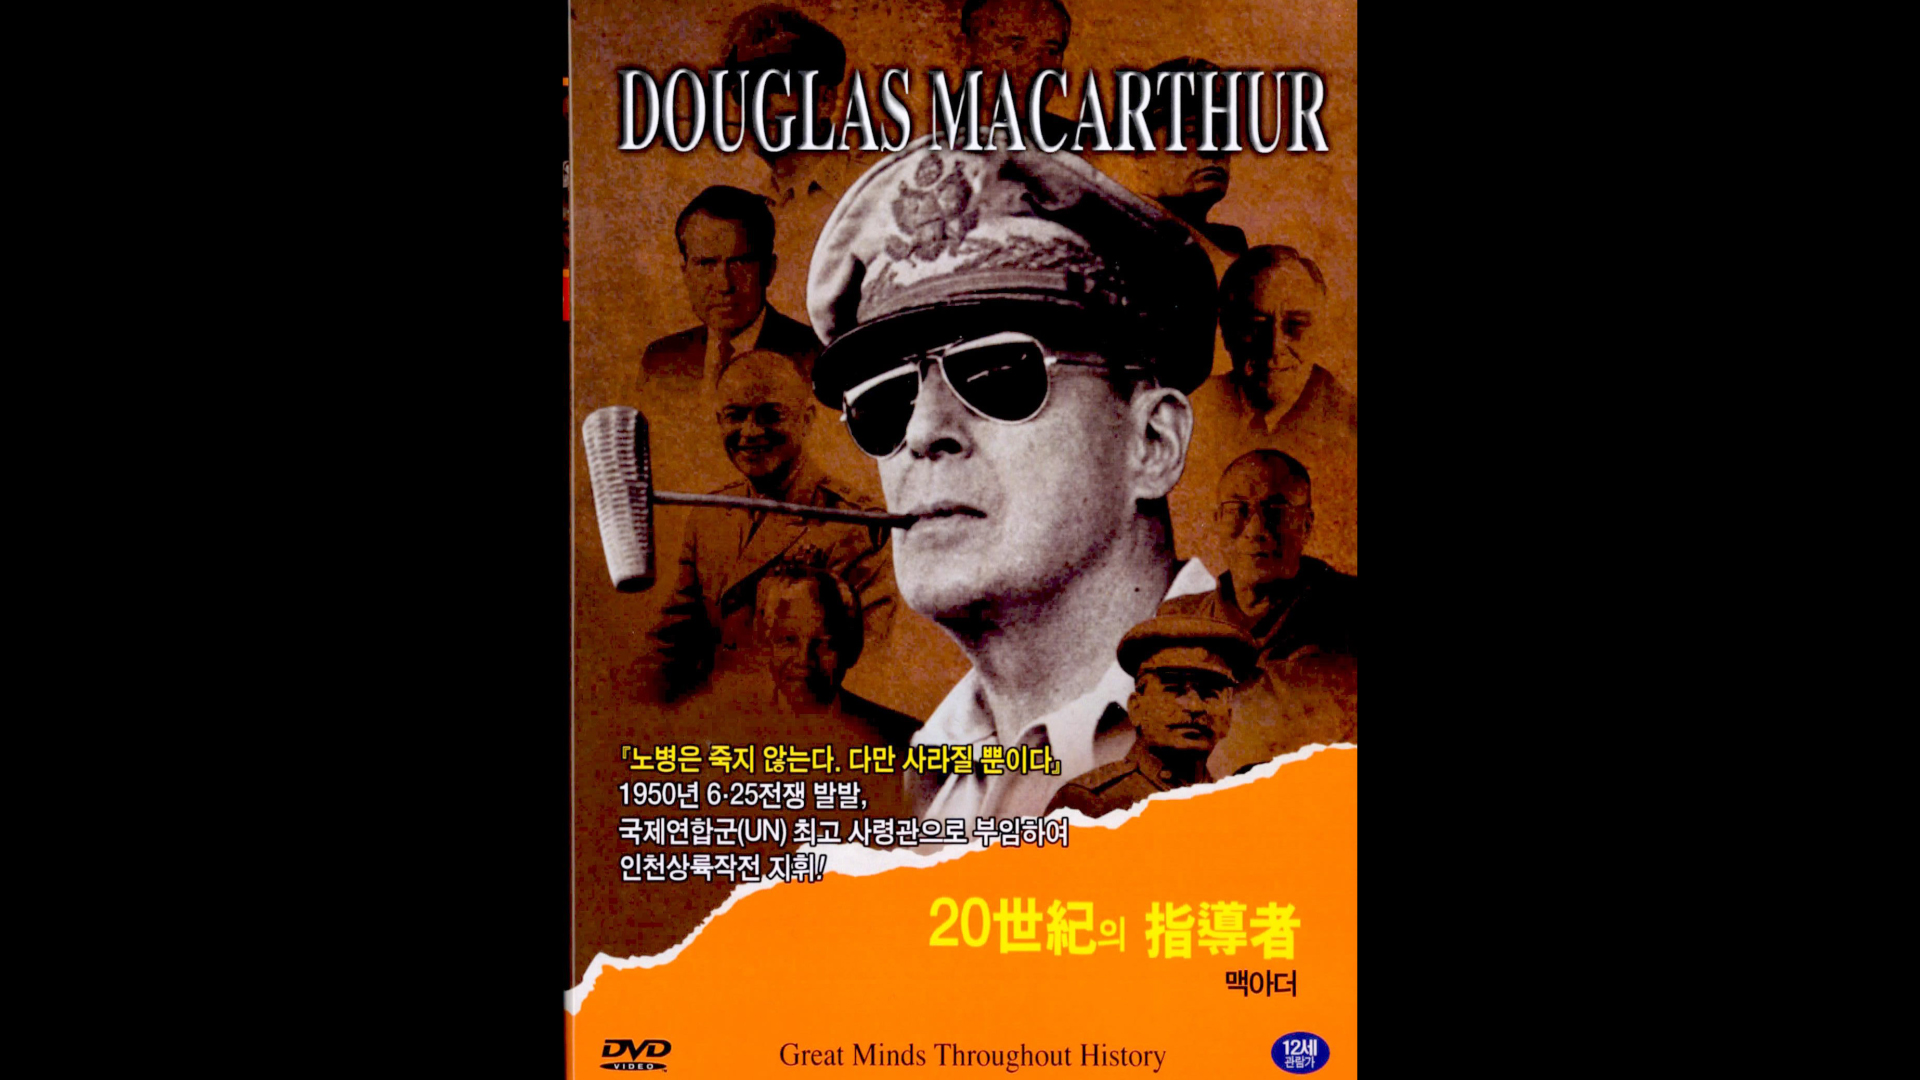 DOUGLAS MACARTHUR
『노병은 죽지 않는다. 다만 사라질 뿐이다』
1950년 6·25전쟁 발발,
국제연합군(UN) 최고 사령관으로 부임하여
인천상륙작전 지휘!
20世紀의 指導者
맥아더
DVD
VIDEO
Great Minds Throughout History
12세
관람가